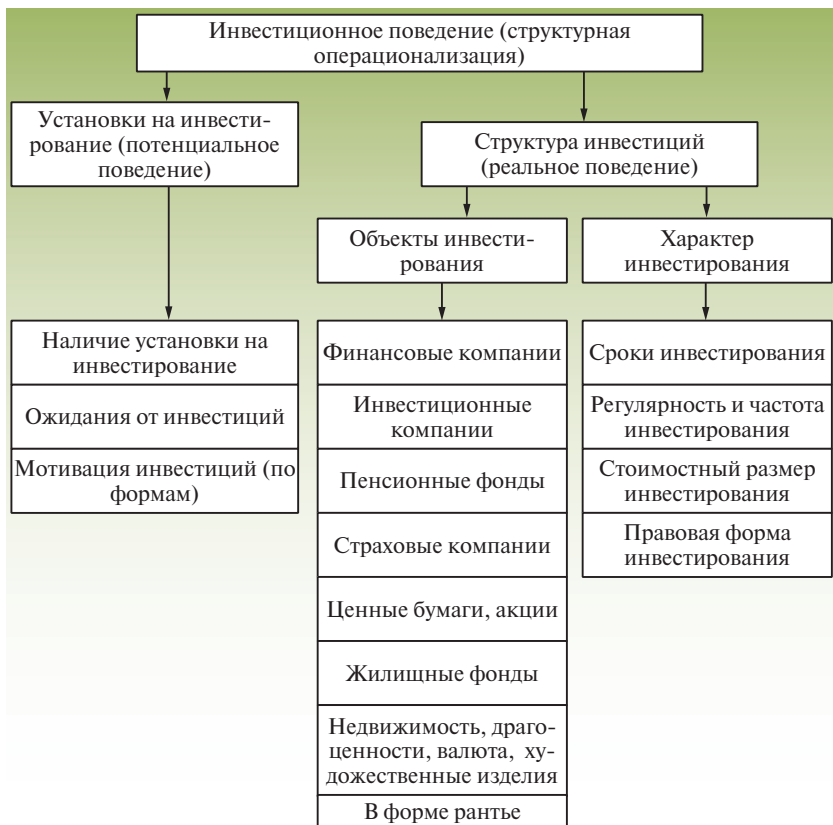 Инвестиционное поведение (структурная
операционализация)
Установки на инвести-
рование (потенциальное
поведение)
Структура инвестиций
(реальное поведение)
Объекты инвести-
рования
Характер
инвестирования
Наличие установки на
инвестирование
Ожидания от инвестиций
Мотивация инвестиций (по
формам)
Финансовые компании
Инвестиционные
компании
Пенсионные фонды
Страховые компании
Ценные бумаги, акции
Жилищные фонды
Недвижимость, драго-
ценности, валюта, ху-
дожественные изделия
В форме рантье
Сроки инвестирования
Регулярность и частота
инвестирования
Стоимостный размер
инвестирования
Правовая форма
инвестирования